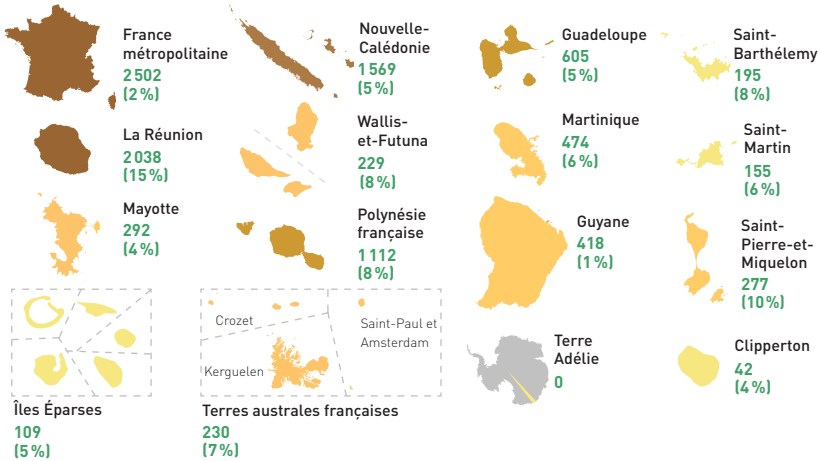 France
métropolitaine
2 502
(2 %)
La Réunion
2 038
(15 %)
Mayotte
292
(4 %)
Îles Éparses
109
(5 %)
Nouvelle-
Calédonie
1 569
(5 %)
Wallis-
et-Futuna
229
(8 %)
Polynésie
française
1 112
(8 %)
Crozet
Saint-Paul et
Amsterdam
Kerguelen
Terres australes françaises
230
(7 %)
Guadeloupe
605
(5 %)
Martinique
474
(6 %)
Guyane
418
(1 %)
Terre
Adélie
0
Saint-
Barthélemy
195
(8 %)
Saint-
Martin
155
(6 %)
Saint-
Pierre-et-
Miquelon
277
(10 %)
Clipperton
42
(4 %)